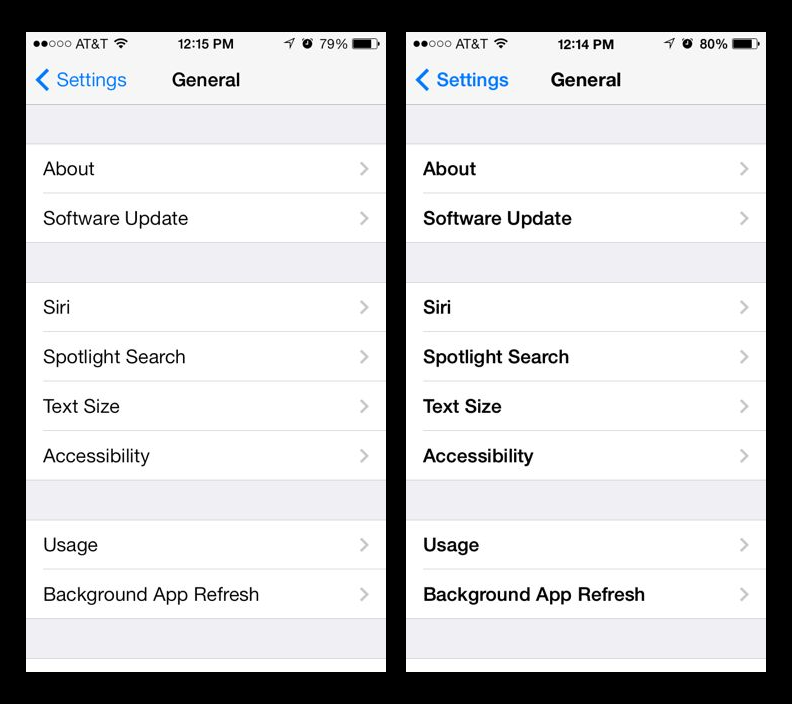 AT&T 12:15 PM 79%
Settings General
About
Software Update
Siri
Spotlight Search
Text Size
Accessibility
Usage
Background App Refresh
AT&T 12:14 PM 80%
Settings General
About
Software Update
Siri
Spotlight Search
Text Size
Accessibility
Usage
Background App Refresh